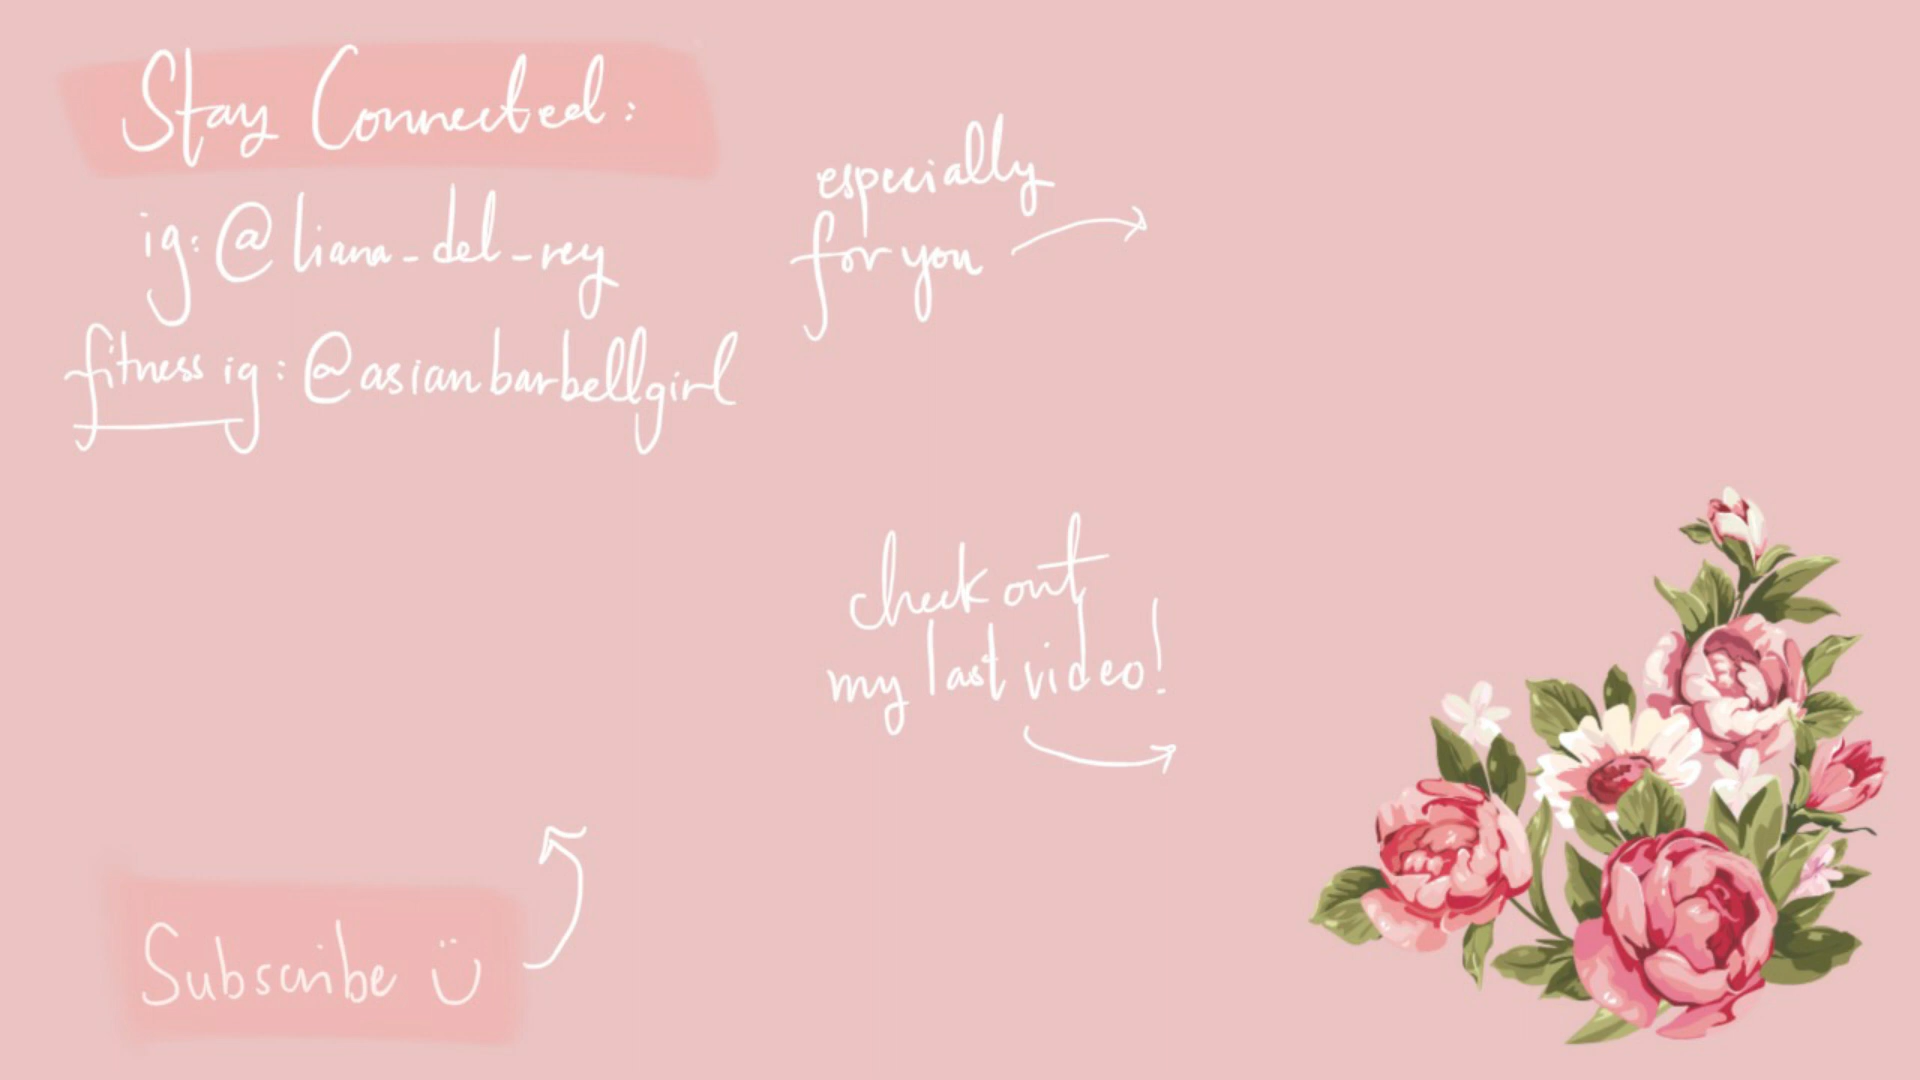 Stay Connected:
ig: @liana_del_rey
fitness ig: @asianbarbellgirl
especially
for you
check out
my last video!
Subscribe ü